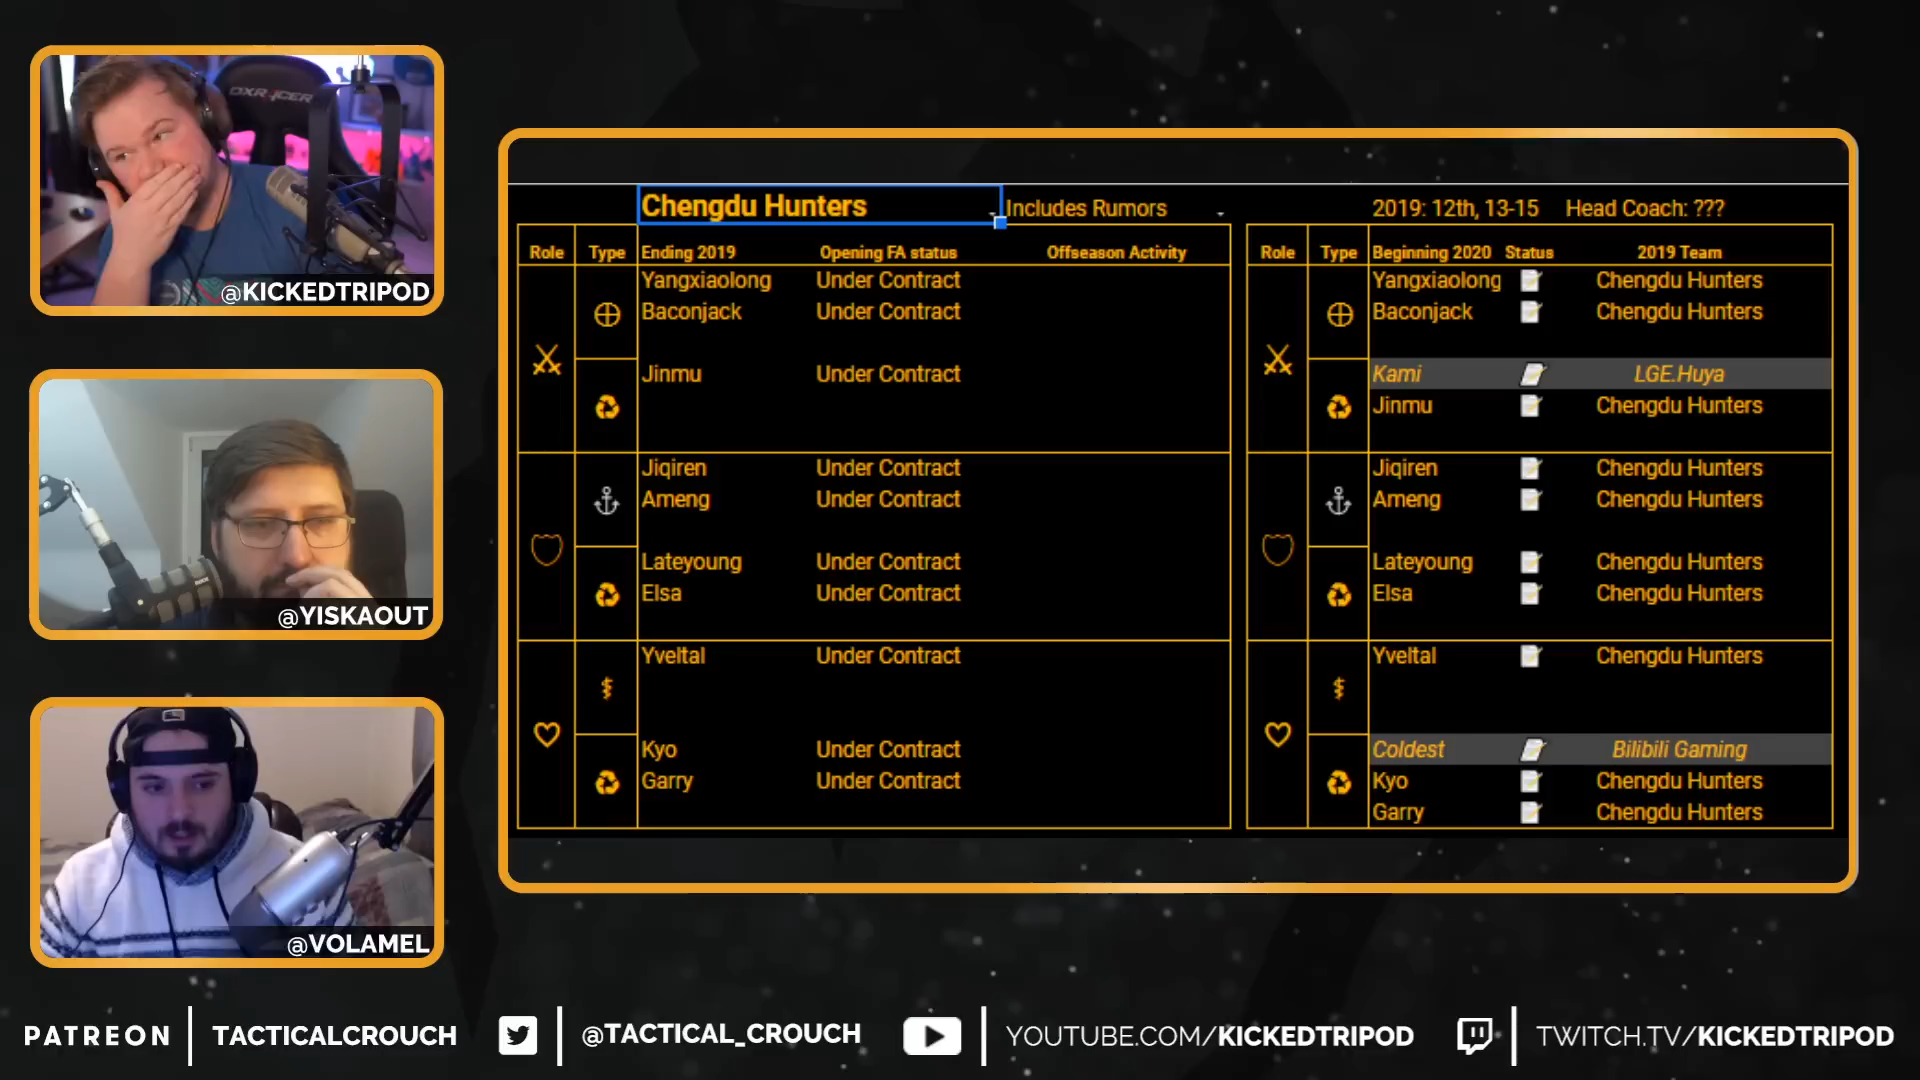 DXRACER
@KICKEDTRIPOD
@YISKAOUT
@VOLAMEL
Chengdu Hunters Includes Rumors 2019: 12th, 13-15 Head Coach: ???
Role Type Ending 2019 Opening FA status Offseason Activity Role Type Beginning 2020 Status 2019 Team
Yangxiaolong Under Contract Yangxiaolong Chengdu Hunters
Baconjack Under Contract Baconjack Chengdu Hunters
Jinmu Under Contract Kami LGE.Huya
Jinmu Chengdu Hunters
Jiqiren Under Contract Jiqiren Chengdu Hunters
Ameng Under Contract Ameng Chengdu Hunters
Lateyoung Under Contract Lateyoung Chengdu Hunters
Elsa Under Contract Elsa Chengdu Hunters
Yveltal Under Contract Yveltal Chengdu Hunters
Kyo Under Contract Coldest Bilibili Gaming
Garry Under Contract Kyo Chengdu Hunters
Garry Chengdu Hunters
PATREON TACTICALCROUCH @TACTICAL_CROUCH YOUTUBE.COM/KICKEDTRIPOD TWITCH.TV/KICKEDTRIPOD